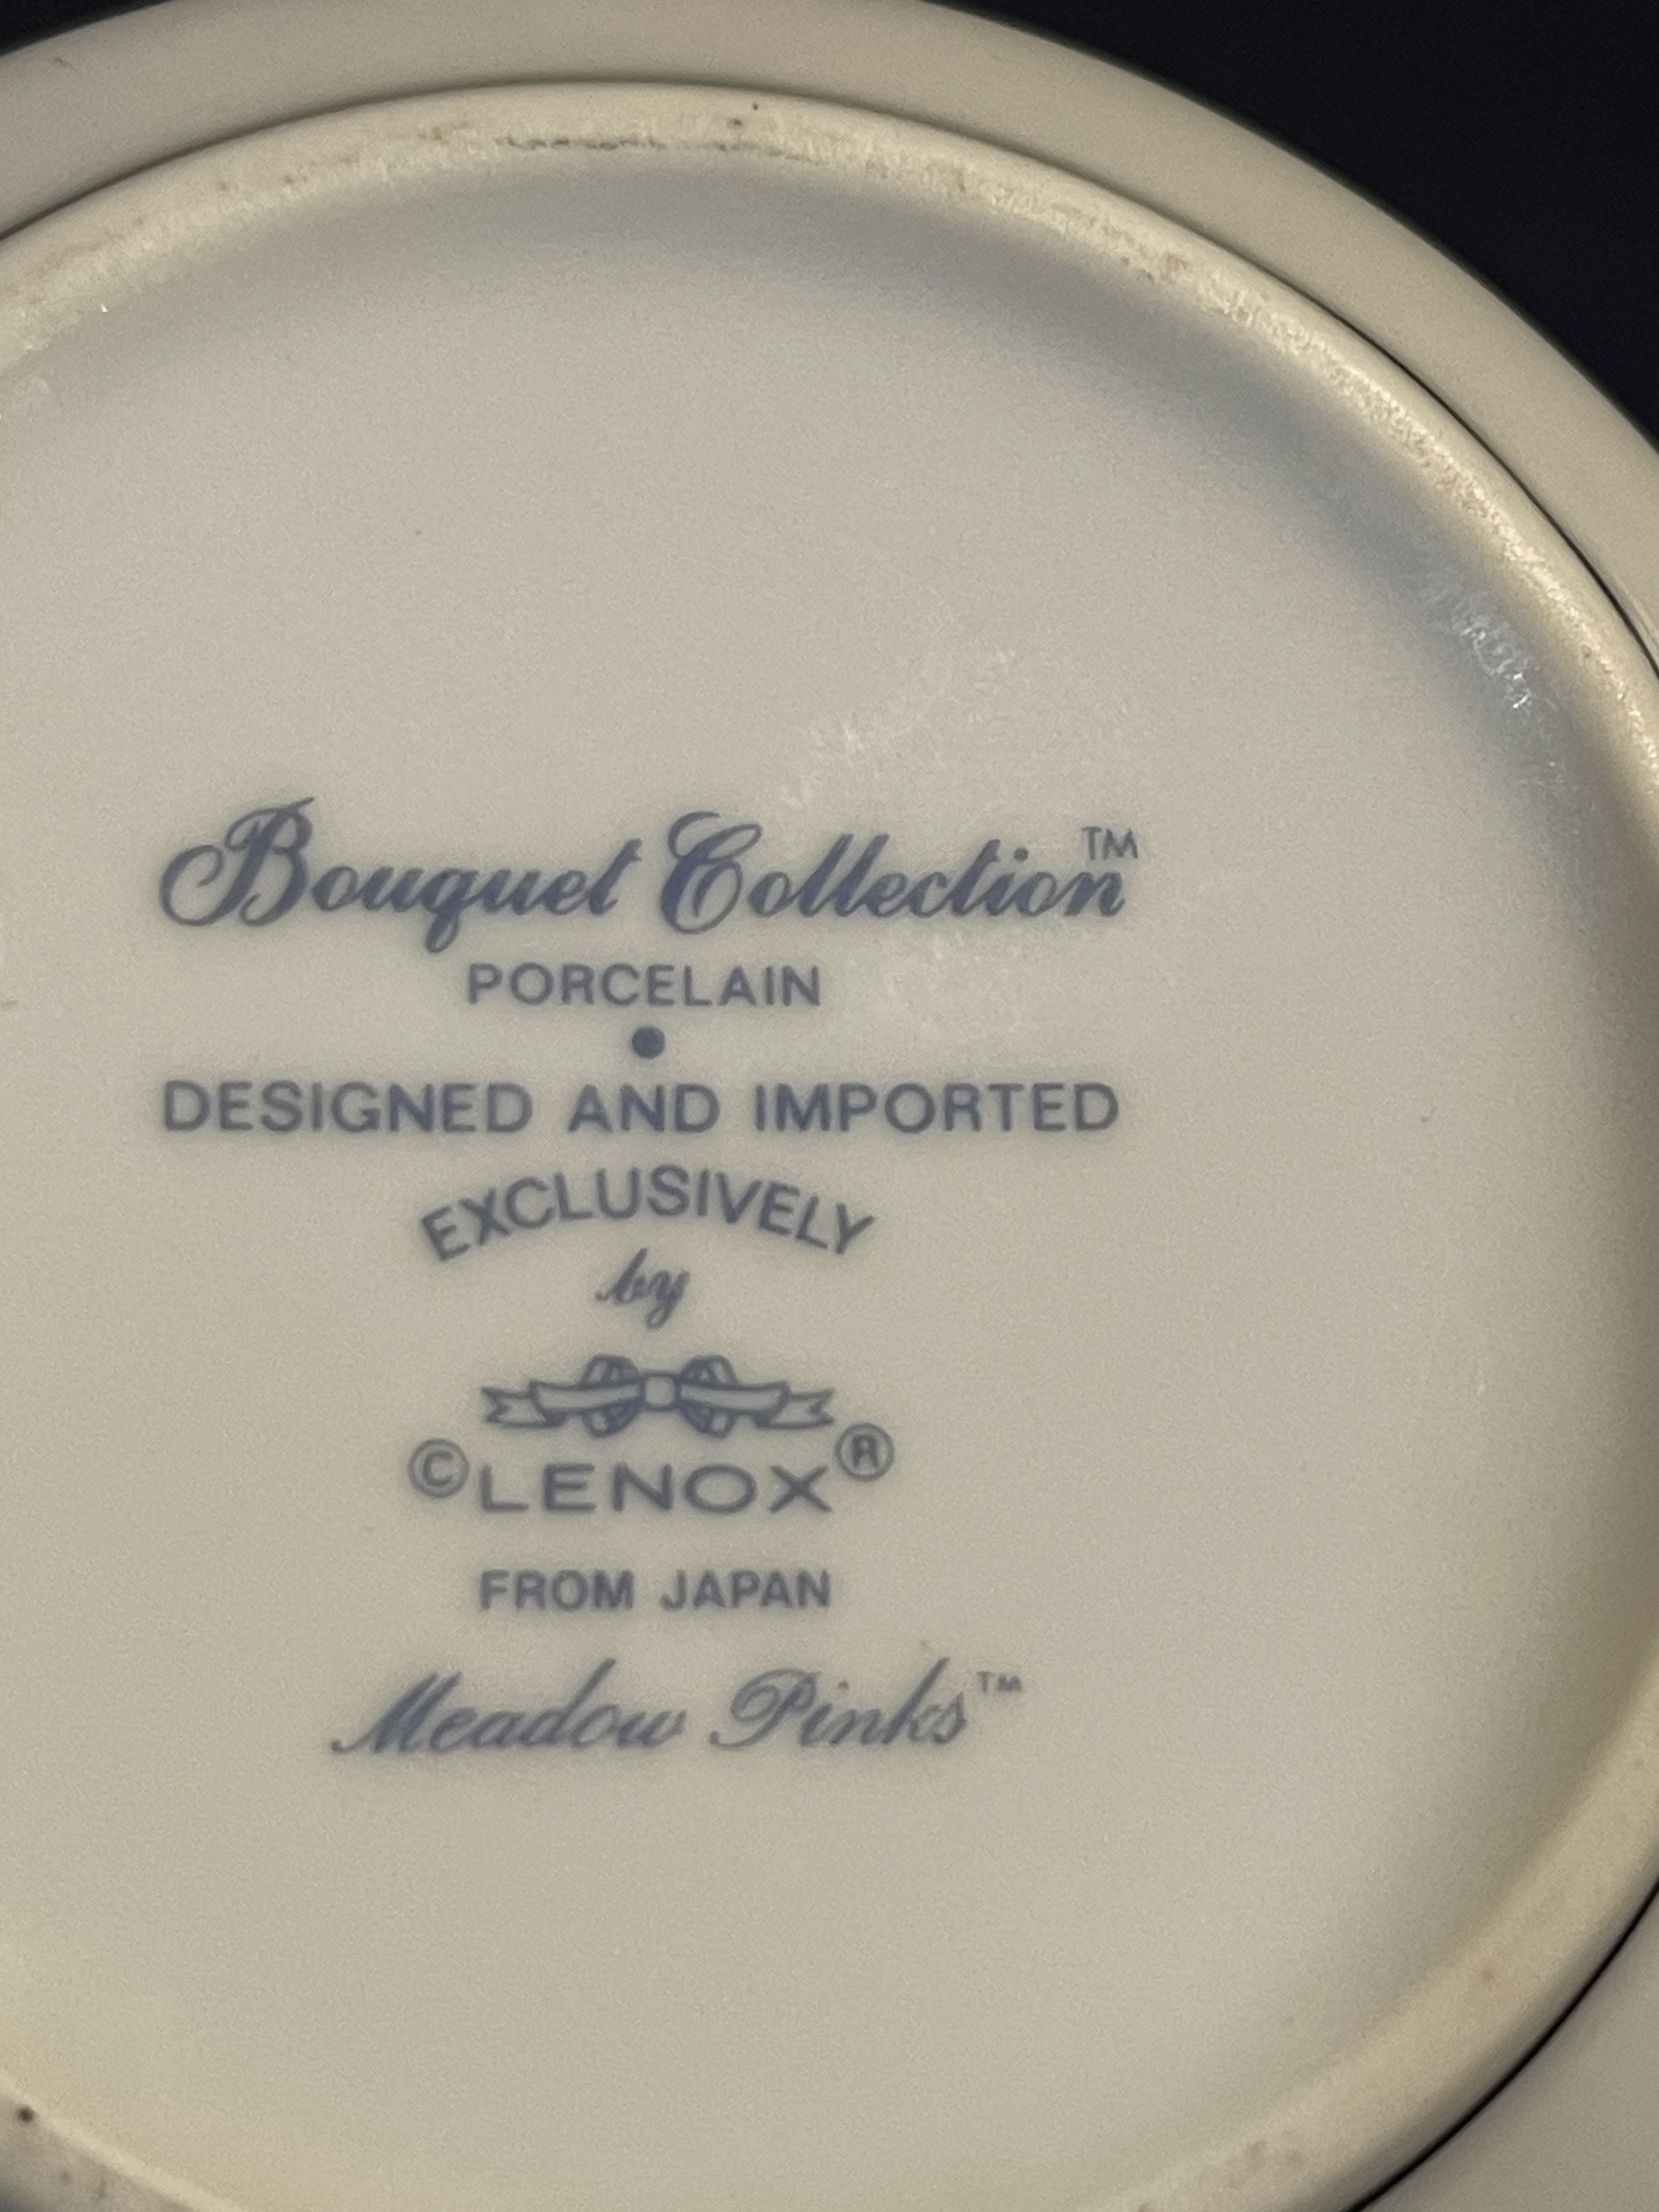 Bouquet Collection™
PORCELAIN
•
DESIGNED AND IMPORTED
EXCLUSIVELY
by
©LENOX®
FROM JAPAN
Meadow Pinks™